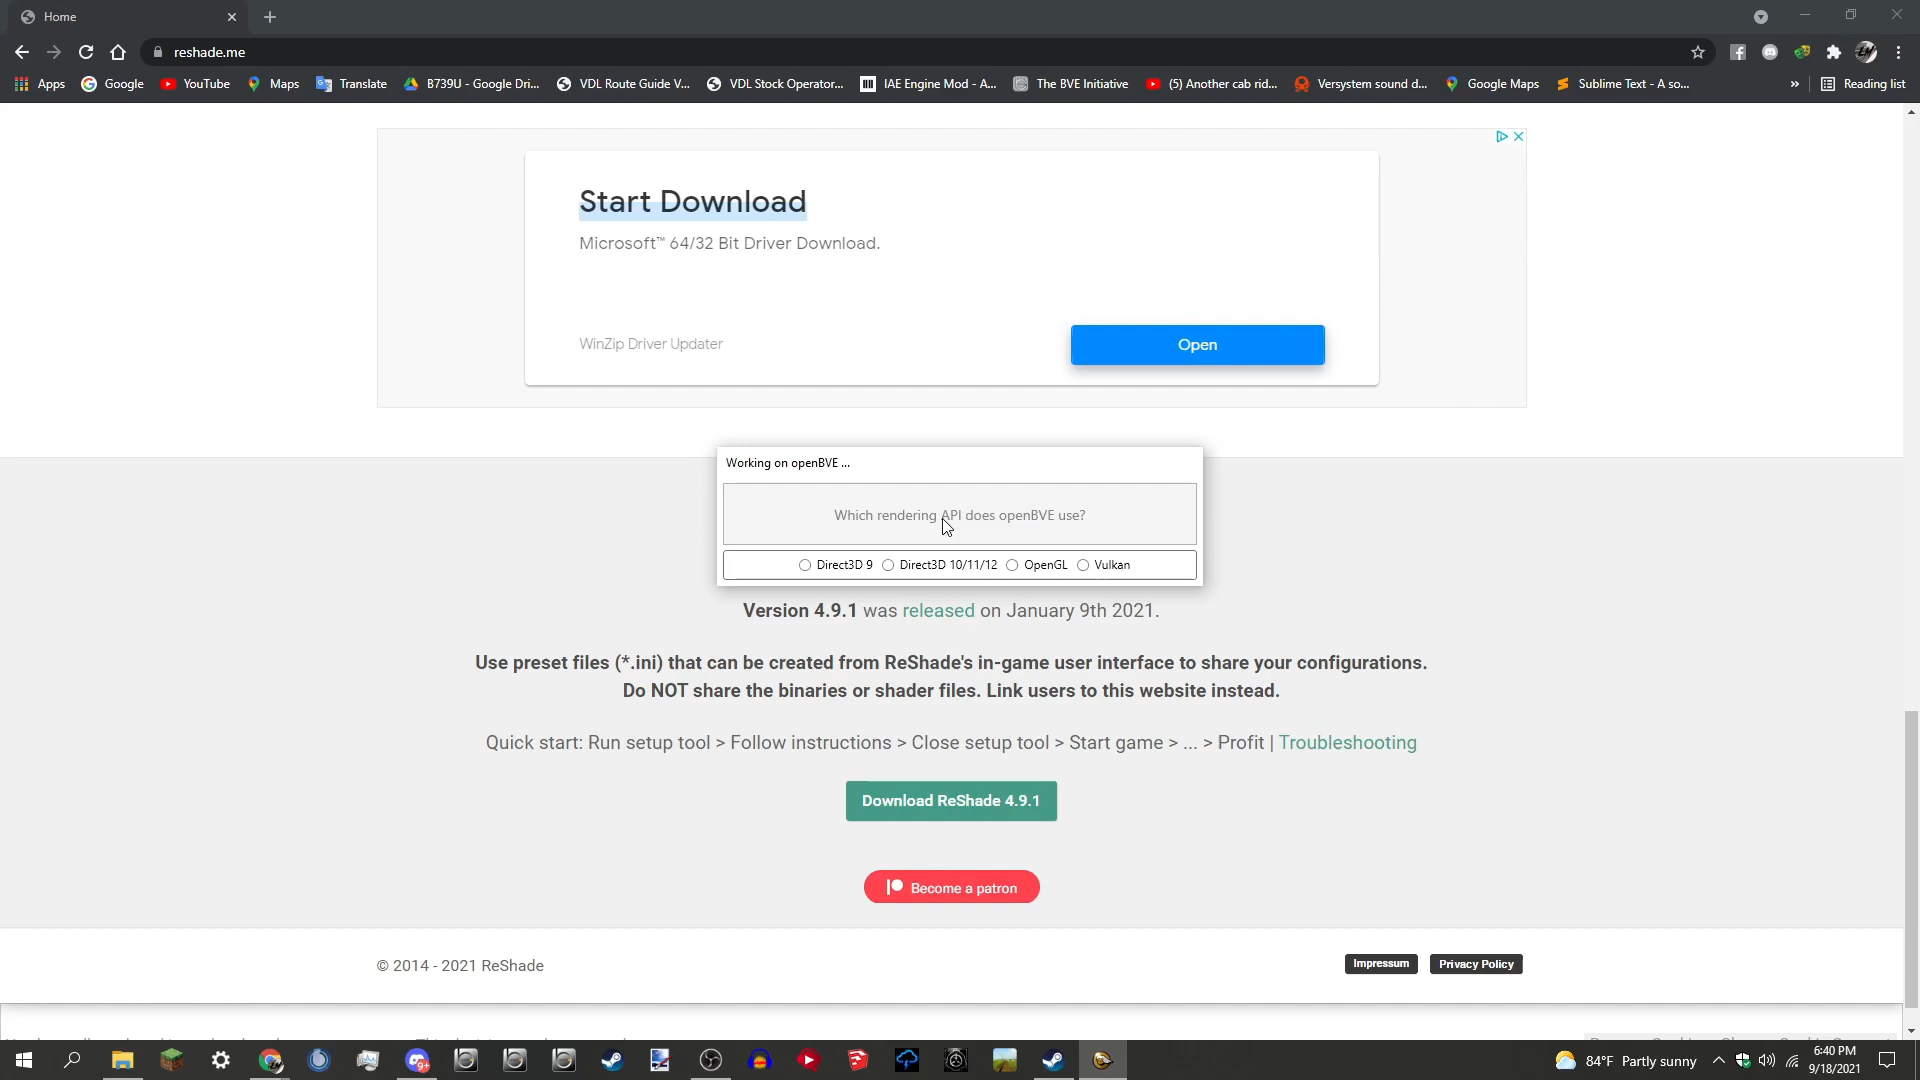 Home
reshade.me
Apps
Google
YouTube
Maps
Translate
B739U - Google Dri...
VDL Route Guide V...
VDL Stock Operator...
IAE Engine Mod - A...
The BVE Initiative
(5) Another cab rid...
Versystem sound d...
Google Maps
Sublime Text - A so...
»
Reading list
Start Download
Microsoft™ 64/32 Bit Driver Download.
WinZip Driver Updater
Open
Working on openBVE ...
Which rendering API does openBVE use?
Direct3D 9
Direct3D 10/11/12
OpenGL
Vulkan
Version 4.9.1 was released on January 9th 2021.
Use preset files (*.ini) that can be created from ReShade's in-game user interface to share your configurations.
Do NOT share the binaries or shader files. Link users to this website instead.
Quick start: Run setup tool > Follow instructions > Close setup tool > Start game > ... > Profit | Troubleshooting
Download ReShade 4.9.1
Become a patron
© 2014 - 2021 ReShade
Impressum
Privacy Policy
9+
84°F Partly sunny
6:40 PM
9/18/2021